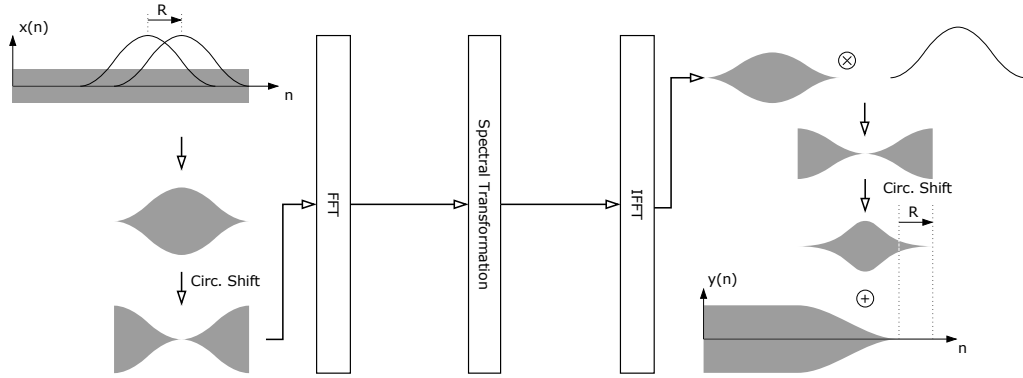 R
x(n)
n
Circ. Shift
FFT
Spectral Transformation
IFFT
Circ. Shift
R
y(n)
n